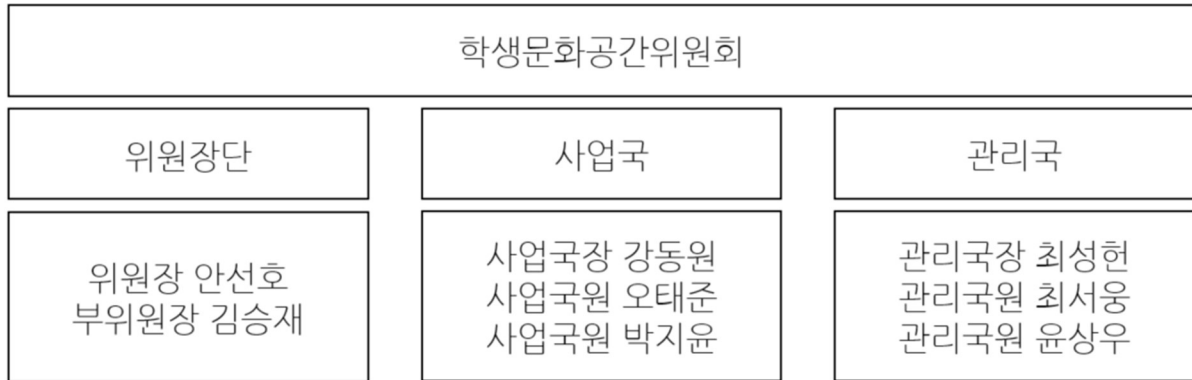 학생문화공간위원회
위원장단
사업국
관리국
위원장 안선호
부위원장 김승재
사업국장 강동원
사업국원 오태준
사업국원 박지윤
관리국장 최성헌
관리국원 최서웅
관리국원 윤상우